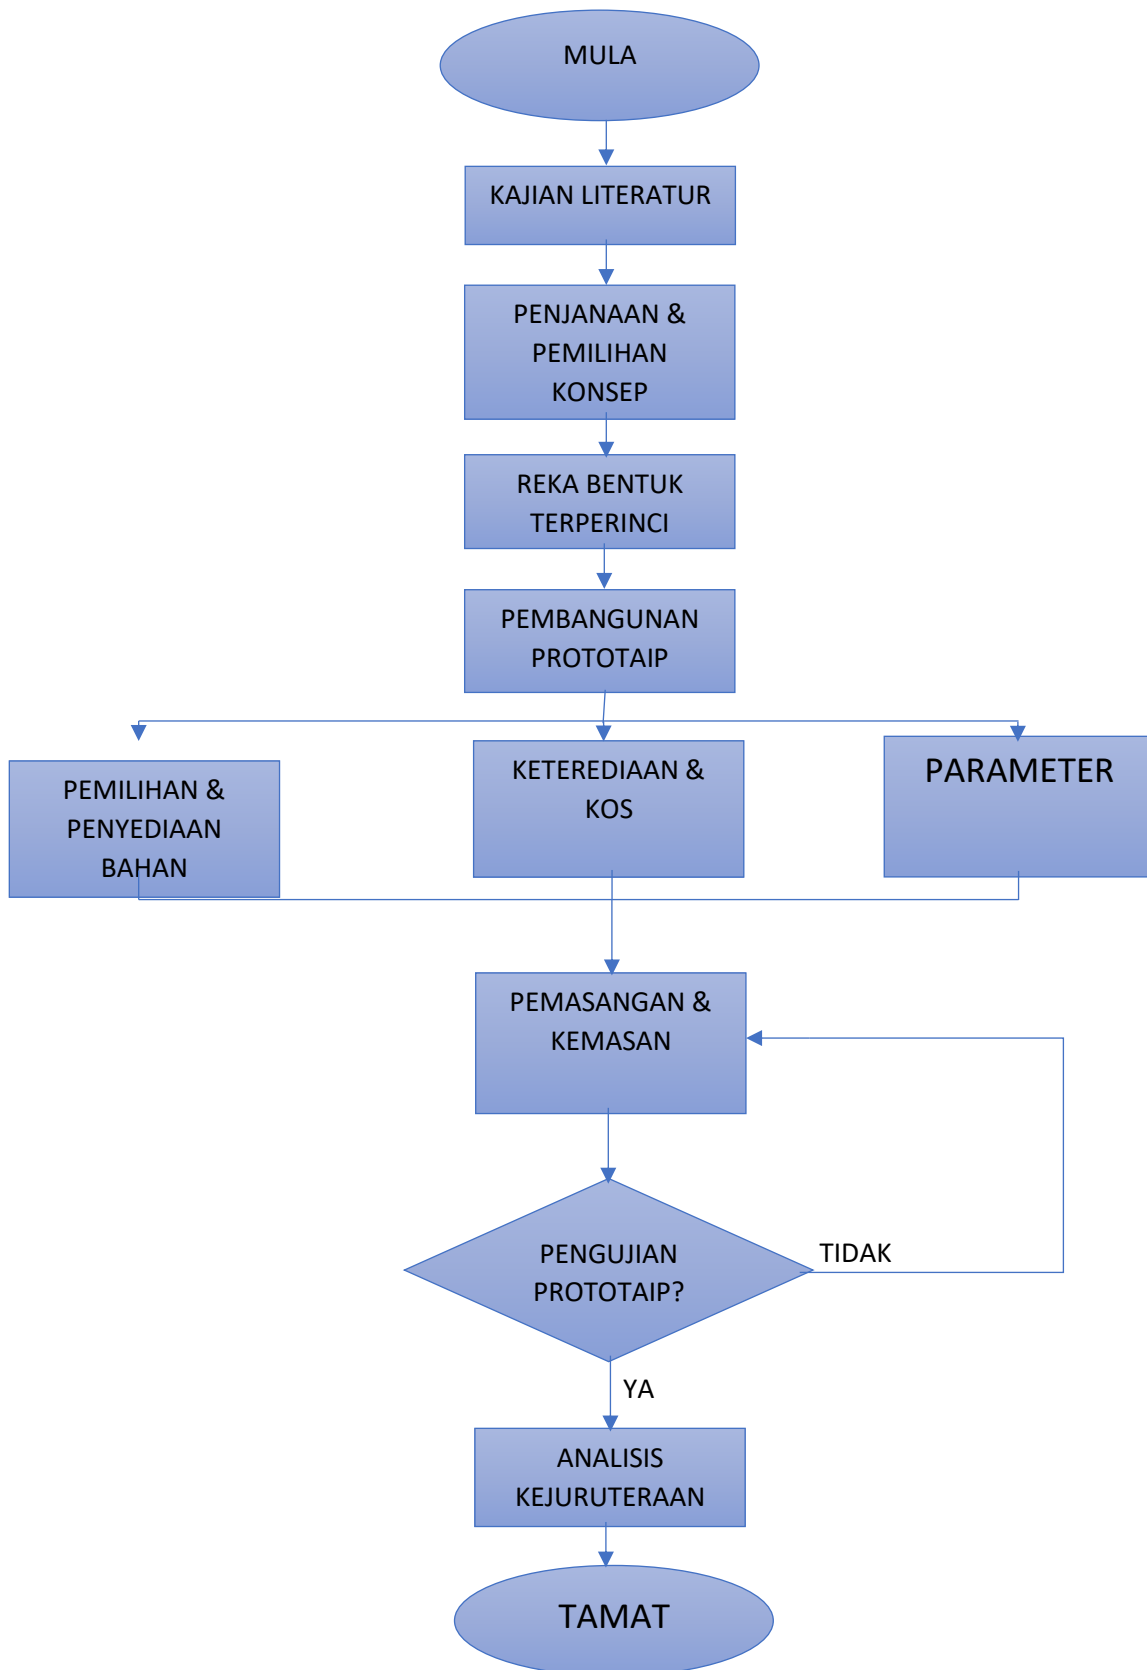 MULA
KAJIAN LITERATUR
PENJANAAN &
PEMILIHAN
KONSEP
REKA BENTUK
TERPERINCI
PEMBANGUNAN
PROTOTAIP
PEMILIHAN &
PENYEDIAAN
BAHAN
KETEREDIAAN &
KOS
PARAMETER
PEMASANGAN &
KEMASAN
PENGUJIAN
PROTOTAIP?
TIDAK
YA
ANALISIS
KEJURUTERAAN
TAMAT